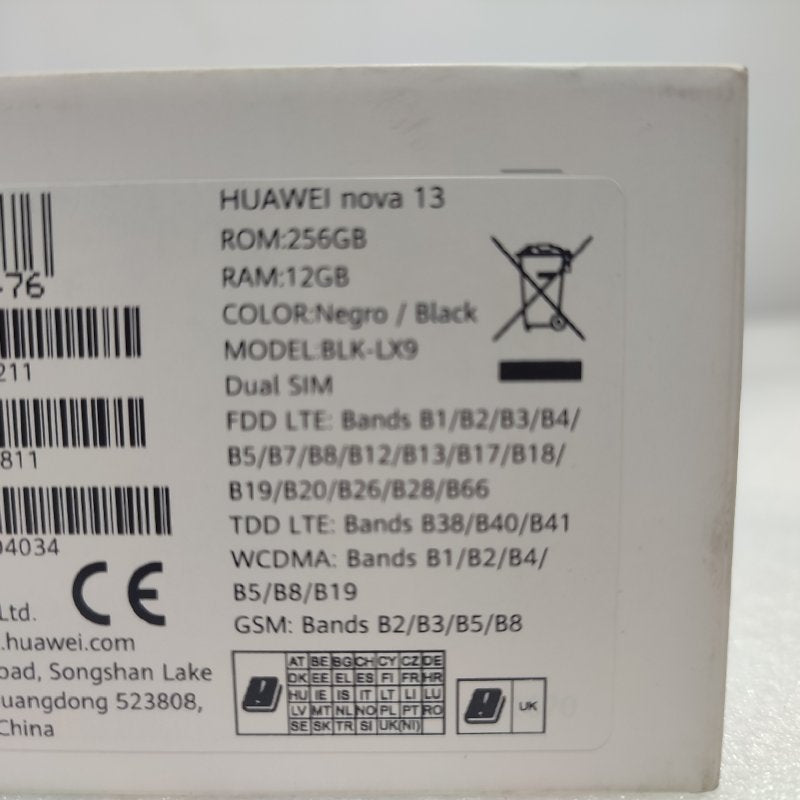 HUAWEI nova 13
ROM:256GB
RAM:12GB
COLOR:Negro / Black
MODEL:BLK-LX9
Dual SIM
FDD LTE: Bands B1/B2/B3/B4/
B5/B7/B8/B12/B13/B17/B18/
B19/B20/B26/B28/B66
TDD LTE: Bands B38/B40/B41
WCDMA: Bands B1/B2/B4/
B5/B8/B19
GSM: Bands B2/B3/B5/B8
-76
211
811
04034
CE
Ltd.
.huawei.com
oad, Songshan Lake
uangdong 523808,
China
AT BE BG CH CY CZ DE
DK EE EL ES FI FR HR
HU IE IS IT LT LI LU
LV MT NL NO PL PT RO
SE SK TR SI UK(NI)
UK